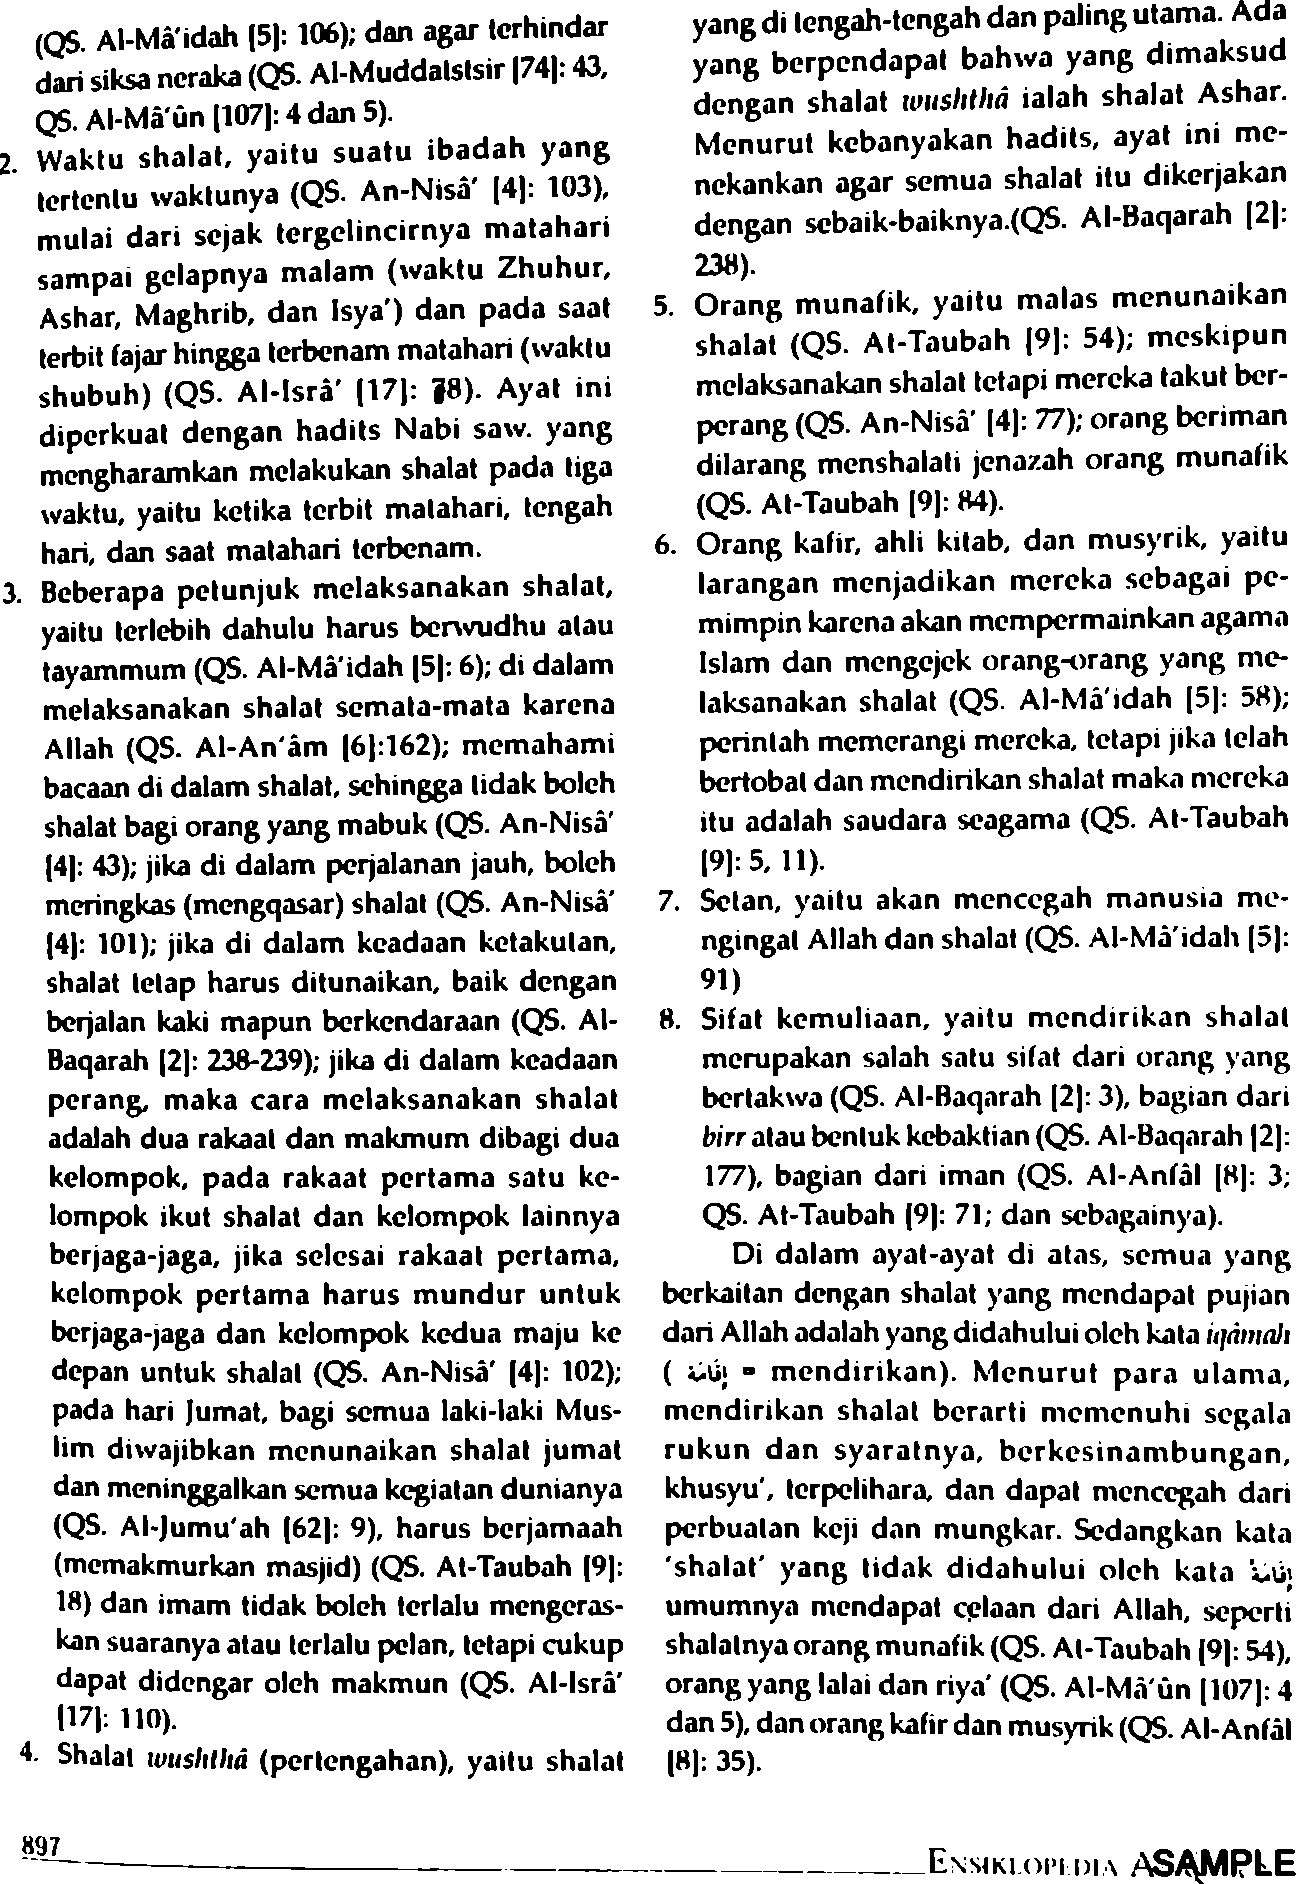 (QS. Al-Mâ'idah [5]: 106); dan agar terhindar
dari siksa neraka (QS. Al-Muddatstsir [74]: 43,
QS. Al-Mâ'ûn [107]: 4 dan 5).
2. Waktu shalat, yaitu suatu ibadah yang
tertentu waktunya (QS. An-Nisâ' [4]: 103),
mulai dari sejak tergelincirnya matahari
sampai gelapnya malam (waktu Zhuhur,
Ashar, Maghrib, dan Isya') dan pada saat
terbit fajar hingga terbenam matahari (waktu
shubuh) (QS. Al-Isrâ' [17]: 78). Ayat ini
diperkuat dengan hadits Nabi saw. yang
mengharamkan melakukan shalat pada tiga
waktu, yaitu ketika terbit matahari, tengah
hari, dan saat matahari terbenam.
3. Beberapa petunjuk melaksanakan shalat,
yaitu terlebih dahulu harus berwudhu atau
tayammum (QS. Al-Mâ'idah [5]: 6); di dalam
melaksanakan shalat semata-mata karena
Allah (QS. Al-An'âm [6]:162); memahami
bacaan di dalam shalat, sehingga tidak boleh
shalat bagi orang yang mabuk (QS. An-Nisâ'
[4]: 43); jika di dalam perjalanan jauh, boleh
meringkas (mengqasar) shalat (QS. An-Nisâ'
[4]: 101); jika di dalam keadaan ketakutan,
shalat tetap harus ditunaikan, baik dengan
berjalan kaki mapun berkendaraan (QS. Al-
Baqarah [2]: 238-239); jika di dalam keadaan
perang, maka cara melaksanakan shalat
adalah dua rakaat dan makmum dibagi dua
kelompok, pada rakaat pertama satu ke-
lompok ikut shalat dan kelompok lainnya
berjaga-jaga, jika selesai rakaat pertama,
kelompok pertama harus mundur untuk
berjaga-jaga dan kelompok kedua maju ke
depan untuk shalat (QS. An-Nisâ' [4]: 102);
pada hari Jumat, bagi semua laki-laki Mus-
lim diwajibkan menunaikan shalat jumat
dan meninggalkan semua kegiatan dunianya
(QS. Al-Jumu'ah [62]: 9), harus berjamaah
(memakmurkan masjid) (QS. At-Taubah [9]:
18) dan imam tidak boleh terlalu mengeras-
kan suaranya atau terlalu pelan, tetapi cukup
dapat didengar oleh makmun (QS. Al-Isrâ'
[17]: 110).
4. Shalat wushthâ (pertengahan), yaitu shalat
yang di tengah-tengah dan paling utama. Ada
yang berpendapat bahwa yang dimaksud
dengan shalat wushthâ ialah shalat Ashar.
Menurut kebanyakan hadits, ayat ini me-
nekankan agar semua shalat itu dikerjakan
dengan sebaik-baiknya.(QS. Al-Baqarah [2]:
238).
5. Orang munafik, yaitu malas menunaikan
shalat (QS. At-Taubah [9]: 54); meskipun
melaksanakan shalat tetapi mereka takut ber-
perang (QS. An-Nisâ' [4]: 77); orang beriman
dilarang menshalati jenazah orang munafik
(QS. At-Taubah [9]: 84).
6. Orang kafir, ahli kitab, dan musyrik, yaitu
larangan menjadikan mereka sebagai pe-
mimpin karena akan mempermainkan agama
Islam dan mengejek orang-orang yang me-
laksanakan shalat (QS. Al-Mâ'idah [5]: 58);
perintah memerangi mereka, tetapi jika telah
bertobat dan mendirikan shalat maka mereka
itu adalah saudara seagama (QS. At-Taubah
[9]: 5, 11).
7. Setan, yaitu akan mencegah manusia me-
ngingat Allah dan shalat (QS. Al-Mâ'idah [5]:
91)
8. Sifat kemuliaan, yaitu mendirikan shalat
merupakan salah satu sifat dari orang yang
bertakwa (QS. Al-Baqarah [2]: 3), bagian dari
birr atau bentuk kebaktian (QS. Al-Baqarah [2]:
177), bagian dari iman (QS. Al-Anfâl [8]: 3;
QS. At-Taubah [9]: 71; dan sebagainya).
Di dalam ayat-ayat di atas, semua yang
berkaitan dengan shalat yang mendapat pujian
dari Allah adalah yang didahului oleh kata iqâmah
( إقامة = mendirikan). Menurut para ulama,
mendirikan shalat berarti memenuhi segala
rukun dan syaratnya, berkesinambungan,
khusyu', terpelihara, dan dapat mencegah dari
perbuatan keji dan mungkar. Sedangkan kata
'shalat' yang tidak didahului oleh kata إقامة
umumnya mendapat celaan dari Allah, seperti
shalatnya orang munafik (QS. At-Taubah [9]: 54),
orang yang lalai dan riya' (QS. Al-Mâ'ûn [107]: 4
dan 5), dan orang kafir dan musyrik (QS. Al-Anfâl
[8]: 35).
897
ENSIKLOPEDIA ASAMPLE